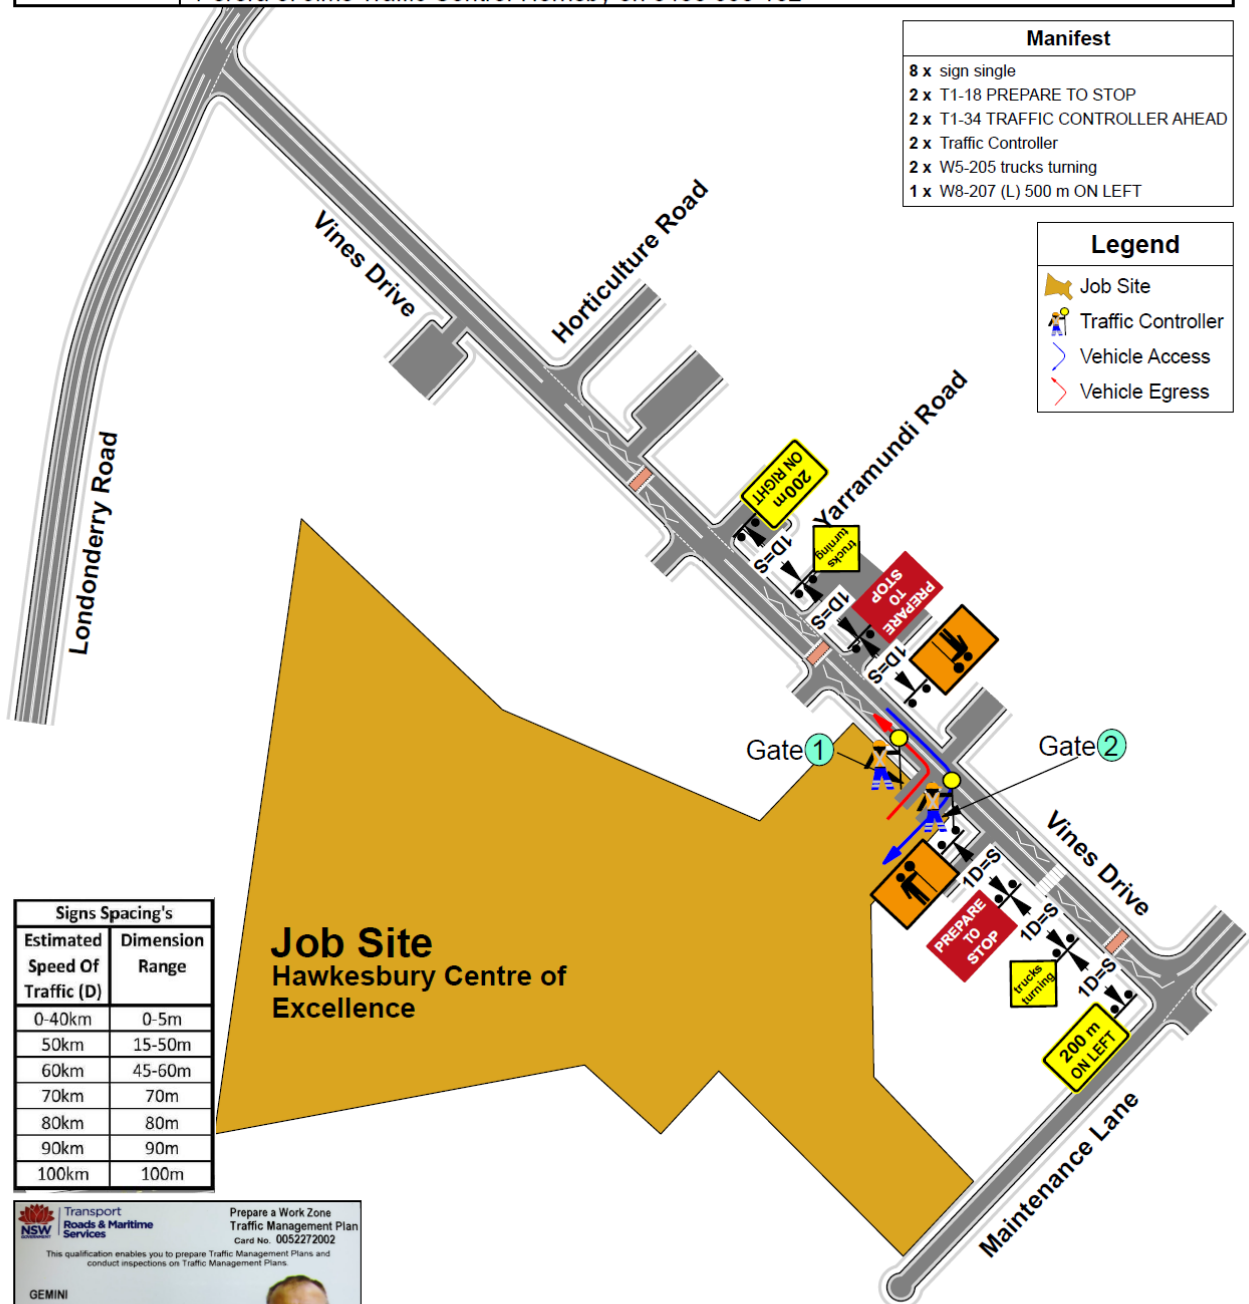 Manifest
8 x sign single
2 x T1-18 PREPARE TO STOP
2 x T1-34 TRAFFIC CONTROLLER AHEAD
2 x Traffic Controller
2 x W5-205 trucks turning
1 x W8-207 (L) 500 m ON LEFT
Legend
Job Site
Traffic Controller
Vehicle Access
Vehicle Egress
Vines Drive
Horticulture Road
Yarramundi Road
Londonderry Road
200m
ON RIGHT
1D=S
trucks
turning
1D=S
PREPARE
TO
STOP
1D=S
Gate 1
Gate 2
Vines Drive
1D=S
PREPARE
TO
STOP
1D=S
trucks
turning
1D=S
200 m
ON LEFT
Maintenance Lane
Job Site
Hawkesbury Centre of
Excellence
Signs Spacing's
Estimated Speed Of Traffic (D) Dimension Range
0-40km 0-5m
50km 15-50m
60km 45-60m
70km 70m
80km 80m
90km 90m
100km 100m
NSW
GOVERNMENT
Transport
Roads & Maritime
Services
Prepare a Work Zone
Traffic Management Plan
Card No. 0052272002
This qualification enables you to prepare Traffic Management Plans and
conduct inspections on Traffic Management Plans.
GEMINI